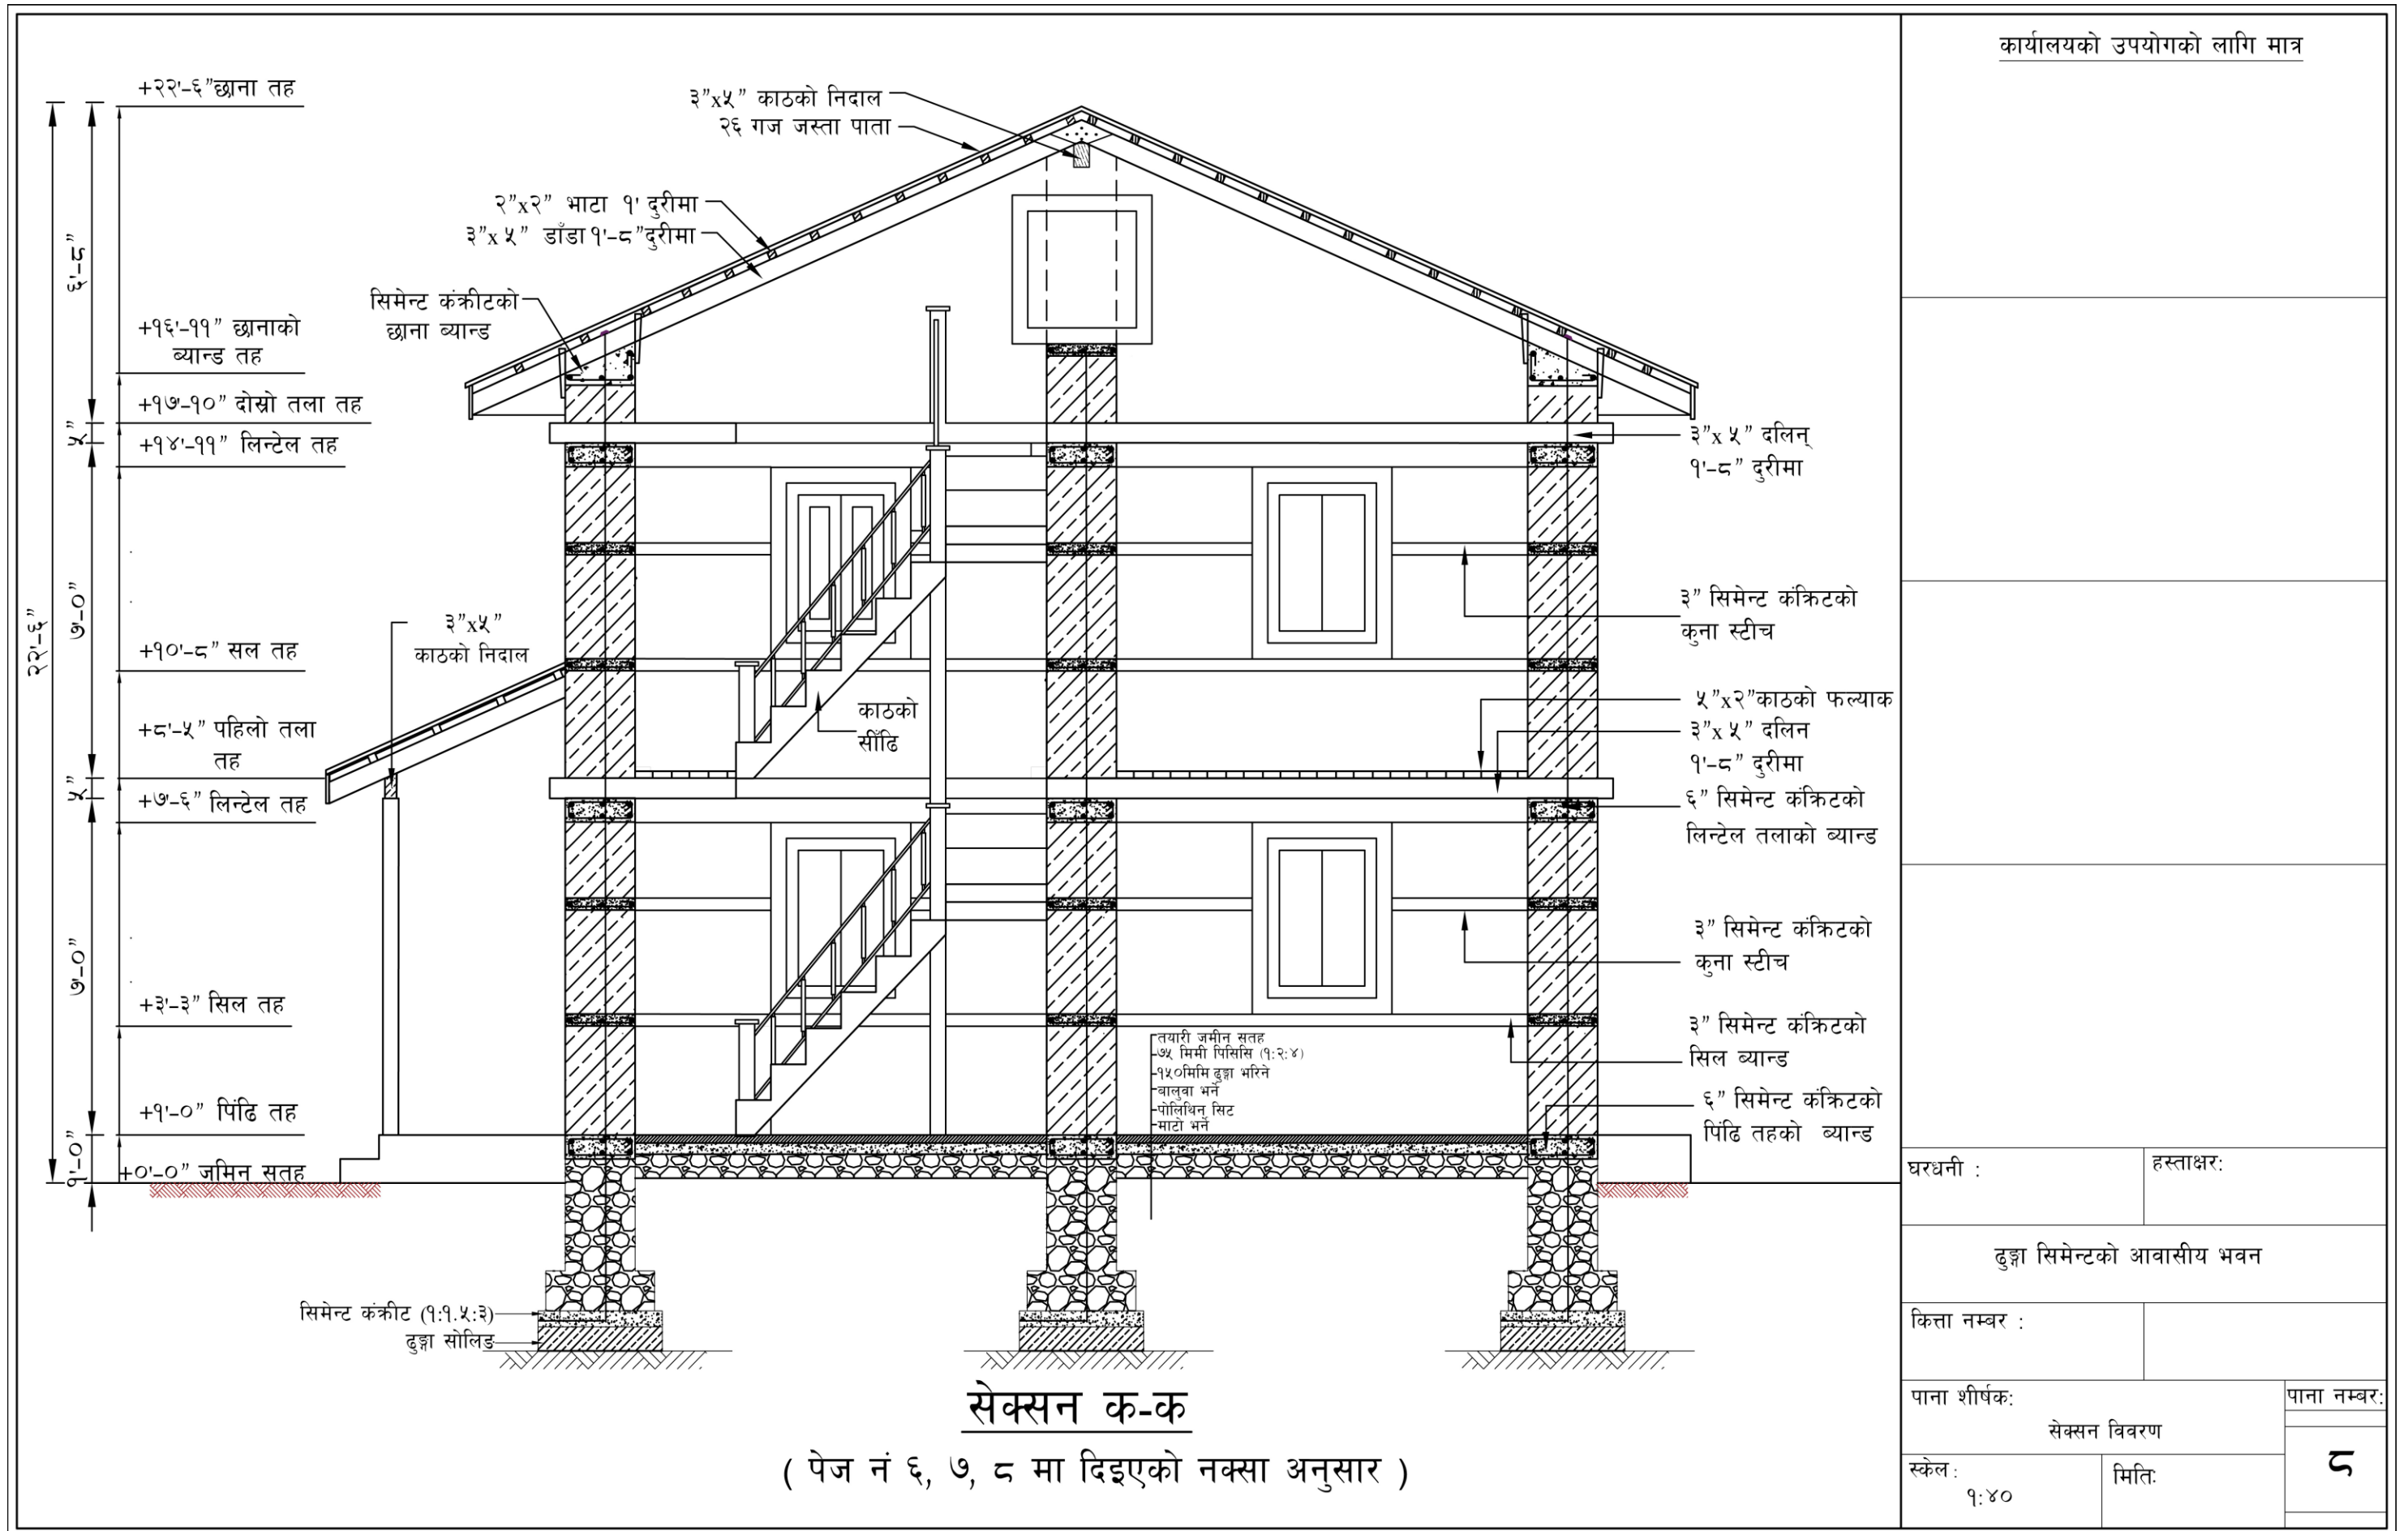 कार्यालयको उपयोगको लागि मात्र
+२२'-६"छाना तह
३"x५" काठको निदाल
२६ गज जस्ता पाता
२"x२" भाटा १' दुरीमा
३"x ५" डाँडा १'-८"दुरीमा
६'-८"
सिमेन्ट कंक्रीटको
छाना ब्यान्ड
+१६'-११" छानाको
ब्यान्ड तह
+१७'-१०" दोस्रो तला तह
५"
+१४'-११" लिन्टेल तह
३"x ५" दलिन्
१'-८" दुरीमा
७'-०"
२२'-६"
३" सिमेन्ट कंक्रिटको
कुना स्टीच
३"x५"
काठको निदाल
+१०'-८" सल तह
काठको
सींढि
५"x२"काठको फल्याक
३"x ५" दलिन
१'-८" दुरीमा
+८'-५" पहिलो तला
तह
५"
+७'-६" लिन्टेल तह
६" सिमेन्ट कंक्रिटको
लिन्टेल तलाको ब्यान्ड
७'-०"
३" सिमेन्ट कंक्रिटको
कुना स्टीच
+३'-३" सिल तह
३" सिमेन्ट कंक्रिटको
सिल ब्यान्ड
तयारी जमीन सतह
७५ मिमी पिसिसि (१:२:४)
१५०मिमि ढुङ्गा भरिने
बालुवा भर्ने
पोलिथिन सिट
माटो भर्ने
+१'-०" पिंढि तह
६" सिमेन्ट कंक्रिटको
पिंढि तहको ब्यान्ड
१'-०"
+०'-०" जमिन सतह
सिमेन्ट कंक्रीट (१:१.५:३)
ढुङ्गा सोलिङ
सेक्सन क-क
( पेज नं ६, ७, ८ मा दिइएको नक्सा अनुसार )
घरधनी :
हस्ताक्षर:
ढुङ्गा सिमेन्टको आवासीय भवन
कित्ता नम्बर :
पाना शीर्षक:
सेक्सन विवरण
पाना नम्बर:
८
स्केल:
१:४०
मिति: